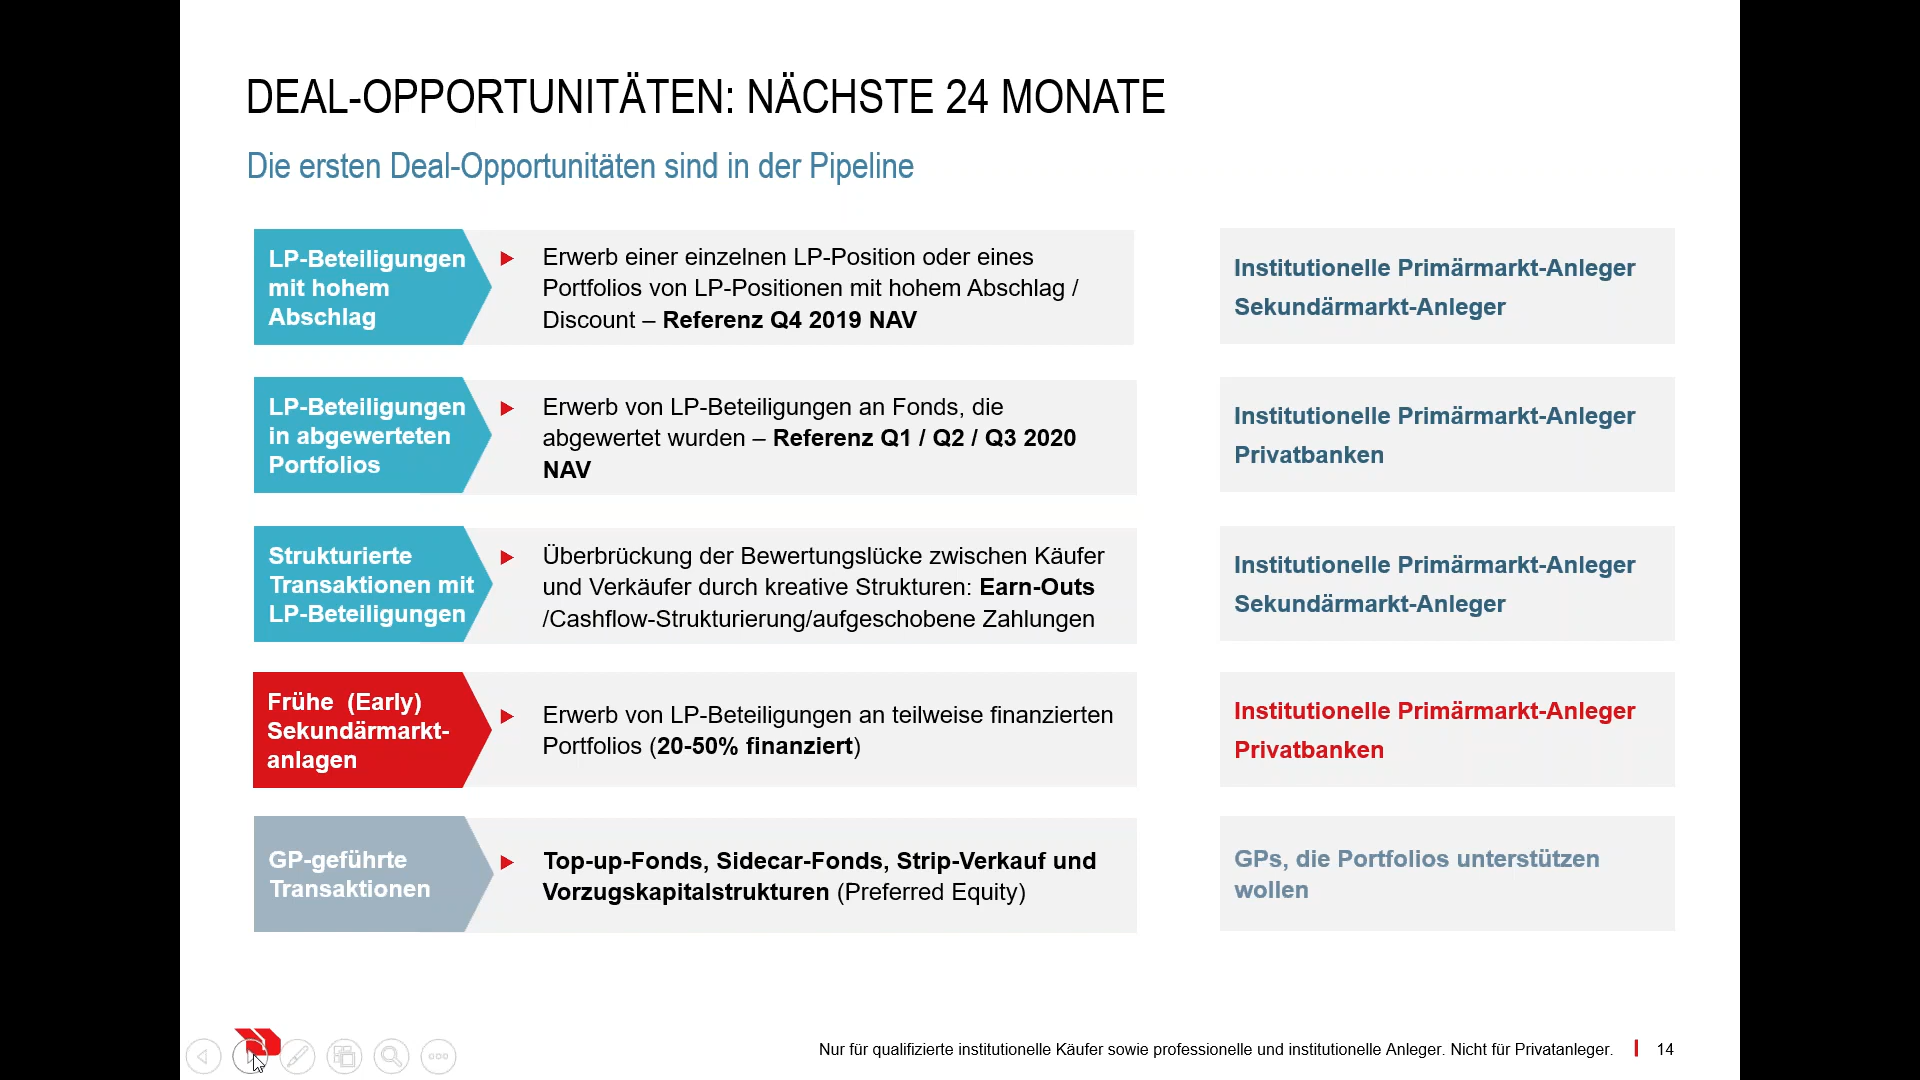 DEAL-OPPORTUNITÄTEN: NÄCHSTE 24 MONATE
Die ersten Deal-Opportunitäten sind in der Pipeline
LP-Beteiligungen
mit hohem
Abschlag
Erwerb einer einzelnen LP-Position oder eines
Portfolios von LP-Positionen mit hohem Abschlag /
Discount – Referenz Q4 2019 NAV
Institutionelle Primärmarkt-Anleger
Sekundärmarkt-Anleger
LP-Beteiligungen
in abgewerteten
Portfolios
Erwerb von LP-Beteiligungen an Fonds, die
abgewertet wurden – Referenz Q1 / Q2 / Q3 2020
NAV
Institutionelle Primärmarkt-Anleger
Privatbanken
Strukturierte
Transaktionen mit
LP-Beteiligungen
Überbrückung der Bewertungslücke zwischen Käufer
und Verkäufer durch kreative Strukturen: Earn-Outs
/Cashflow-Strukturierung/aufgeschobene Zahlungen
Institutionelle Primärmarkt-Anleger
Sekundärmarkt-Anleger
Frühe (Early)
Sekundärmarkt-
anlagen
Erwerb von LP-Beteiligungen an teilweise finanzierten
Portfolios (20-50% finanziert)
Institutionelle Primärmarkt-Anleger
Privatbanken
GP-geführte
Transaktionen
Top-up-Fonds, Sidecar-Fonds, Strip-Verkauf und
Vorzugskapitalstrukturen (Preferred Equity)
GPs, die Portfolios unterstützen
wollen
Nur für qualifizierte institutionelle Käufer sowie professionelle und institutionelle Anleger. Nicht für Privatanleger.
14